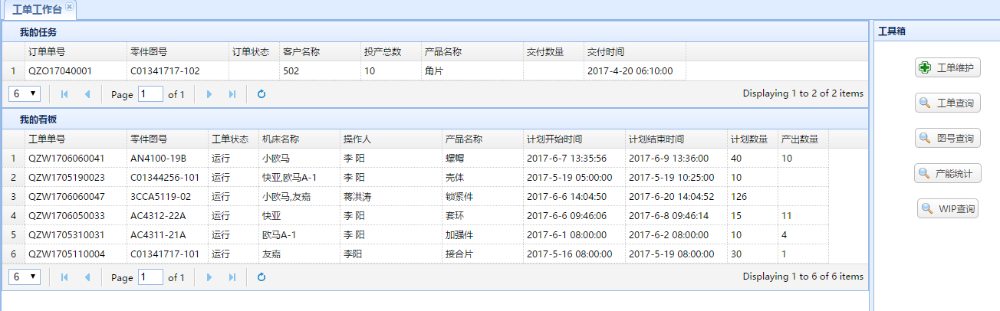 工单工作台
我的任务
订单单号 零件图号 订单状态 客户名称 投产总数 产品名称 交付数量 交付时间
1 QZO17040001 C01341717-102 502 10 角片 2017-4-20 06:10:00
6 Page 1 of 1 Displaying 1 to 2 of 2 items
我的看板
工单单号 零件图号 工单状态 机床名称 操作人 产品名称 计划开始时间 计划结束时间 计划数量 产出数量
1 QZW1706060041 AN4100-19B 运行 小欧马 李 阳 螺帽 2017-6-7 13:35:56 2017-6-9 13:36:00 40 10
2 QZW1705190023 C01344256-101 运行 快亚,欧马A-1 李 阳 壳体 2017-5-19 05:00:00 2017-5-19 10:25:00 10
3 QZW1706060047 3CCA5119-02 运行 小欧马,友嘉 蒋洪涛 锁紧件 2017-6-6 14:04:50 2017-6-20 14:04:52 126
4 QZW1706050033 AC4312-22A 运行 快亚 李 阳 套环 2017-6-6 09:46:06 2017-6-8 09:46:14 15 11
5 QZW1705310031 AC4311-21A 运行 欧马A-1 李 阳 加强件 2017-6-1 08:00:00 2017-6-2 08:00:00 10 4
6 QZW1705110004 C01341717-101 运行 友嘉 李阳 接合片 2017-5-16 08:00:00 2017-5-19 08:00:00 30 1
6 Page 1 of 1 Displaying 1 to 6 of 6 items
工具箱
工单维护
工单查询
图号查询
产能统计
WIP查询